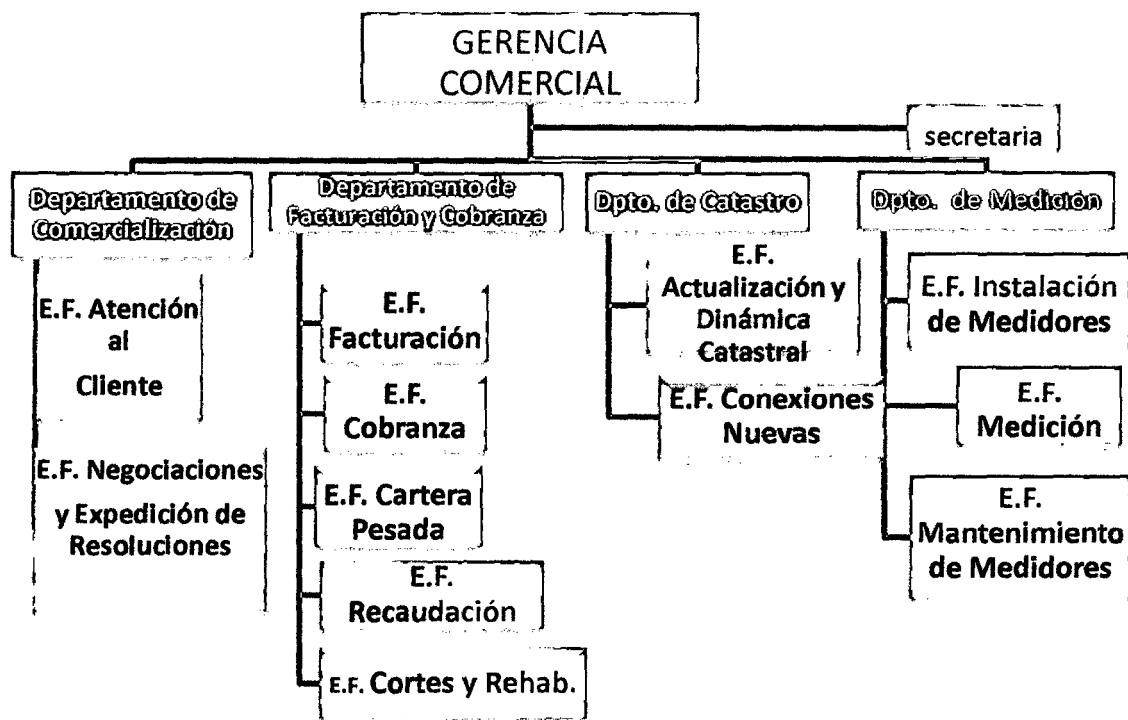 GERENCIA
COMERCIAL
secretaria
Departamento de
Comercialización
Departamento de
Facturación y Cobranza
Dpto. de Catastro
Dpto. de Medición
E.F. Atención
al
Cliente
E.F. Negociaciones
y Expedición de
Resoluciones
E.F.
Facturación
E.F.
Cobranza
E.F. Cartera
Pesada
E.F.
Recaudación
E.F. Cortes y Rehab.
E.F.
Actualización y
Dinámica
Catastral
E.F. Conexiones
Nuevas
E.F. Instalación
de Medidores
E.F.
Medición
E.F.
Mantenimiento
de Medidores